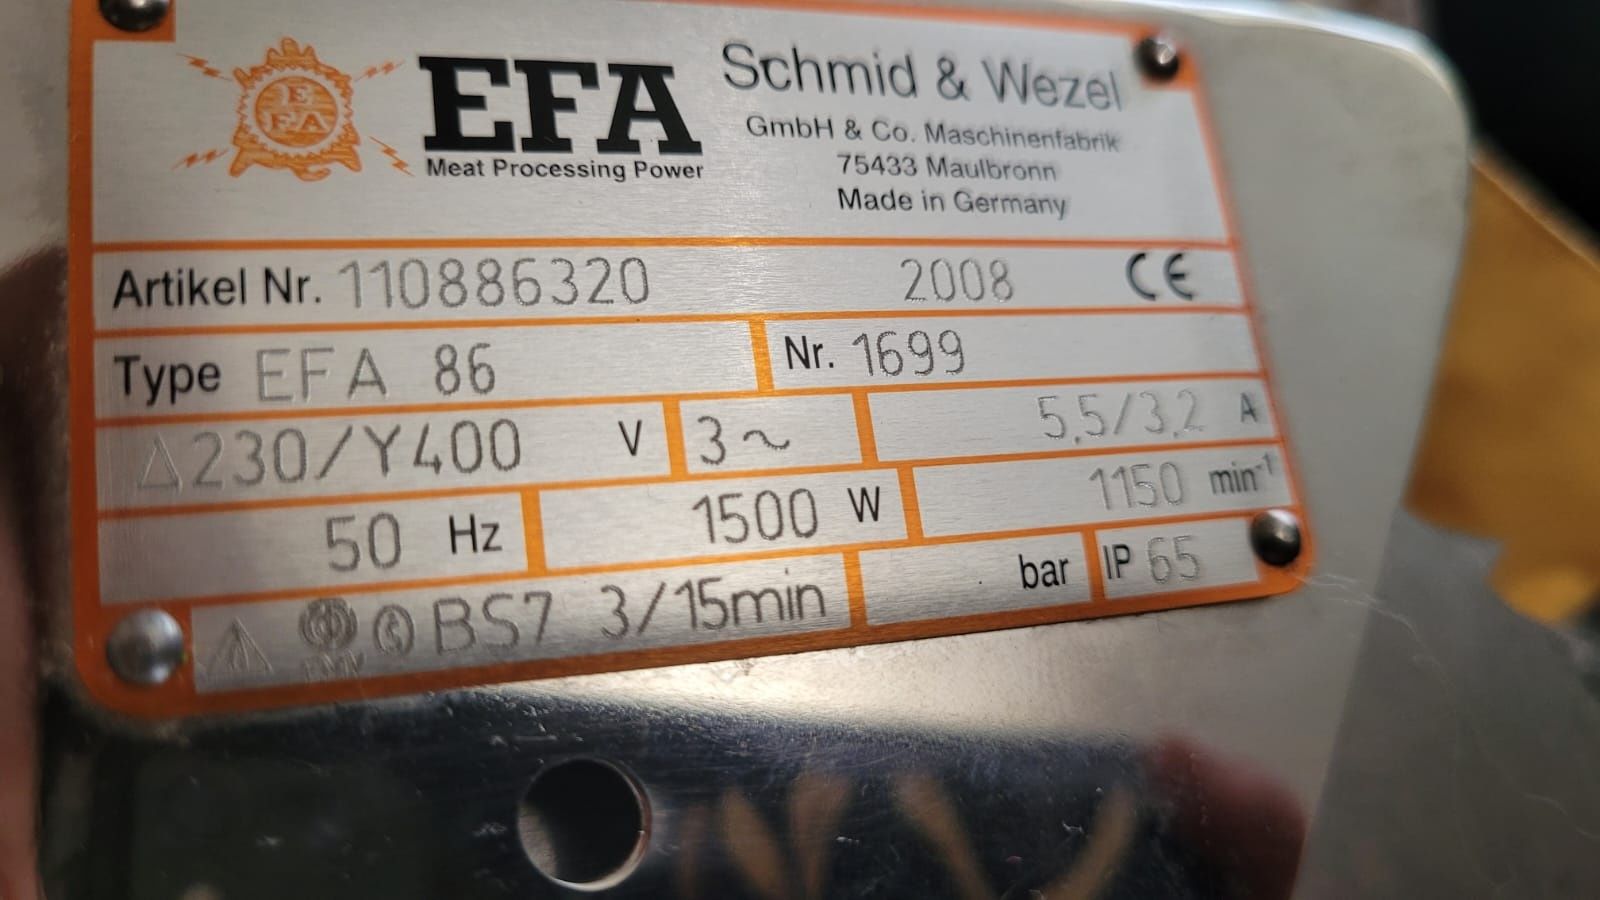 E
FA
EFA
Meat Processing Power
Schmid & Wezel
GmbH & Co. Maschinenfabrik
75433 Maulbronn
Made in Germany
Artikel Nr. 110886320 2008 CE
Type EFA 86 Nr. 1699
Δ230/Y400 V 3~ 5,5/3,2 A
50 Hz 1500 W 1150 min⁻¹
BS7 3/15min bar IP 65